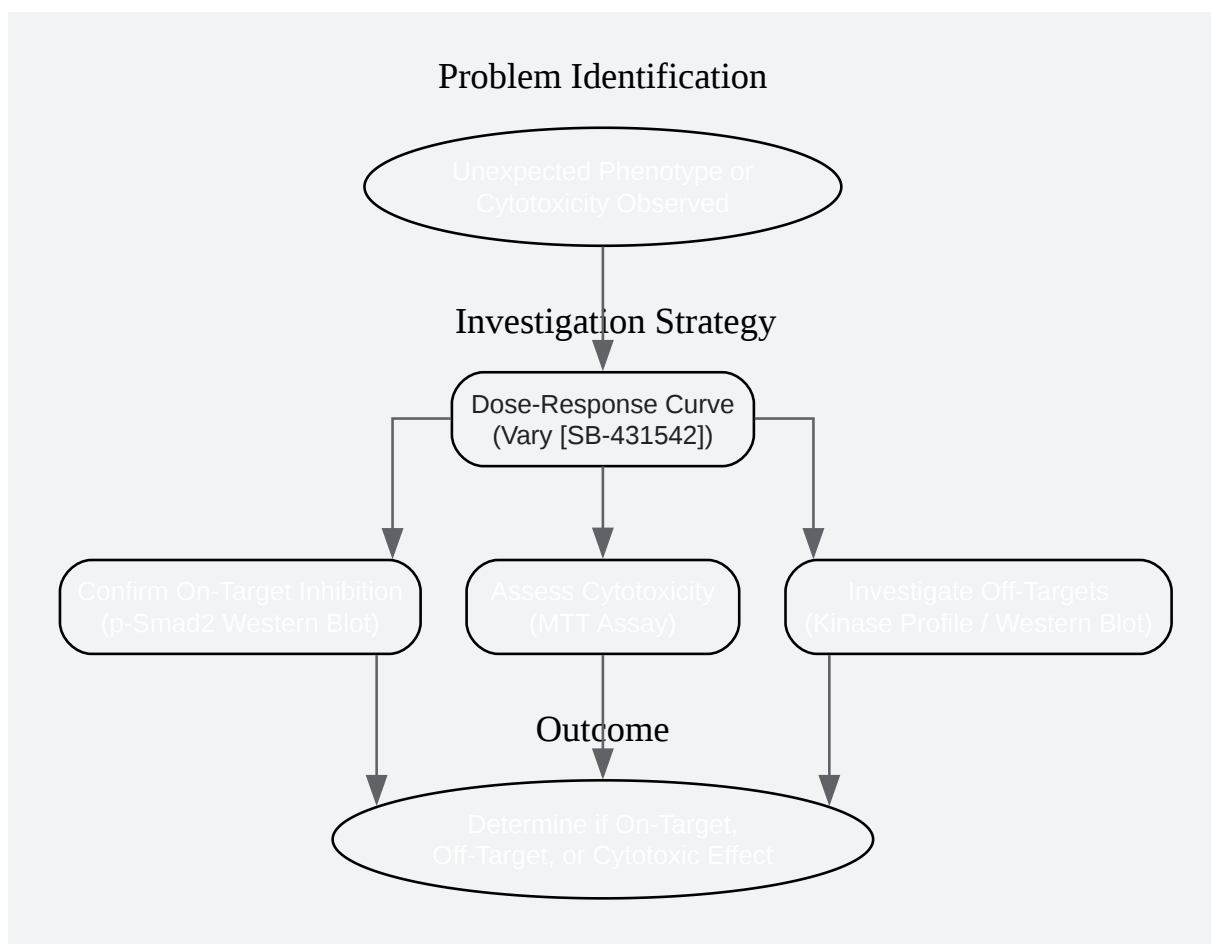 Problem Identification
Unexpected Phenotype or
Cytotoxicity Observed
Investigation Strategy
Dose-Response Curve
(Vary [SB-431542])
Confirm On-Target Inhibition
(p-Smad2 Western Blot)
Assess Cytotoxicity
(MTT Assay)
Investigate Off-Targets
(Kinase Profile / Western Blot)
Outcome
Determine if On-Target,
Off-Target, or Cytotoxic Effect